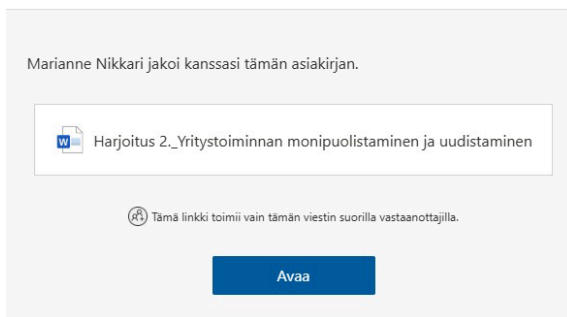 Marianne Nikkari jakoi kanssasi tämän asiakirjan.
W
Harjoitus 2._Yritystoiminnan monipuolistaminen ja uudistaminen
Tämä linkki toimii vain tämän viestin suorilla vastaanottajilla.
Avaa